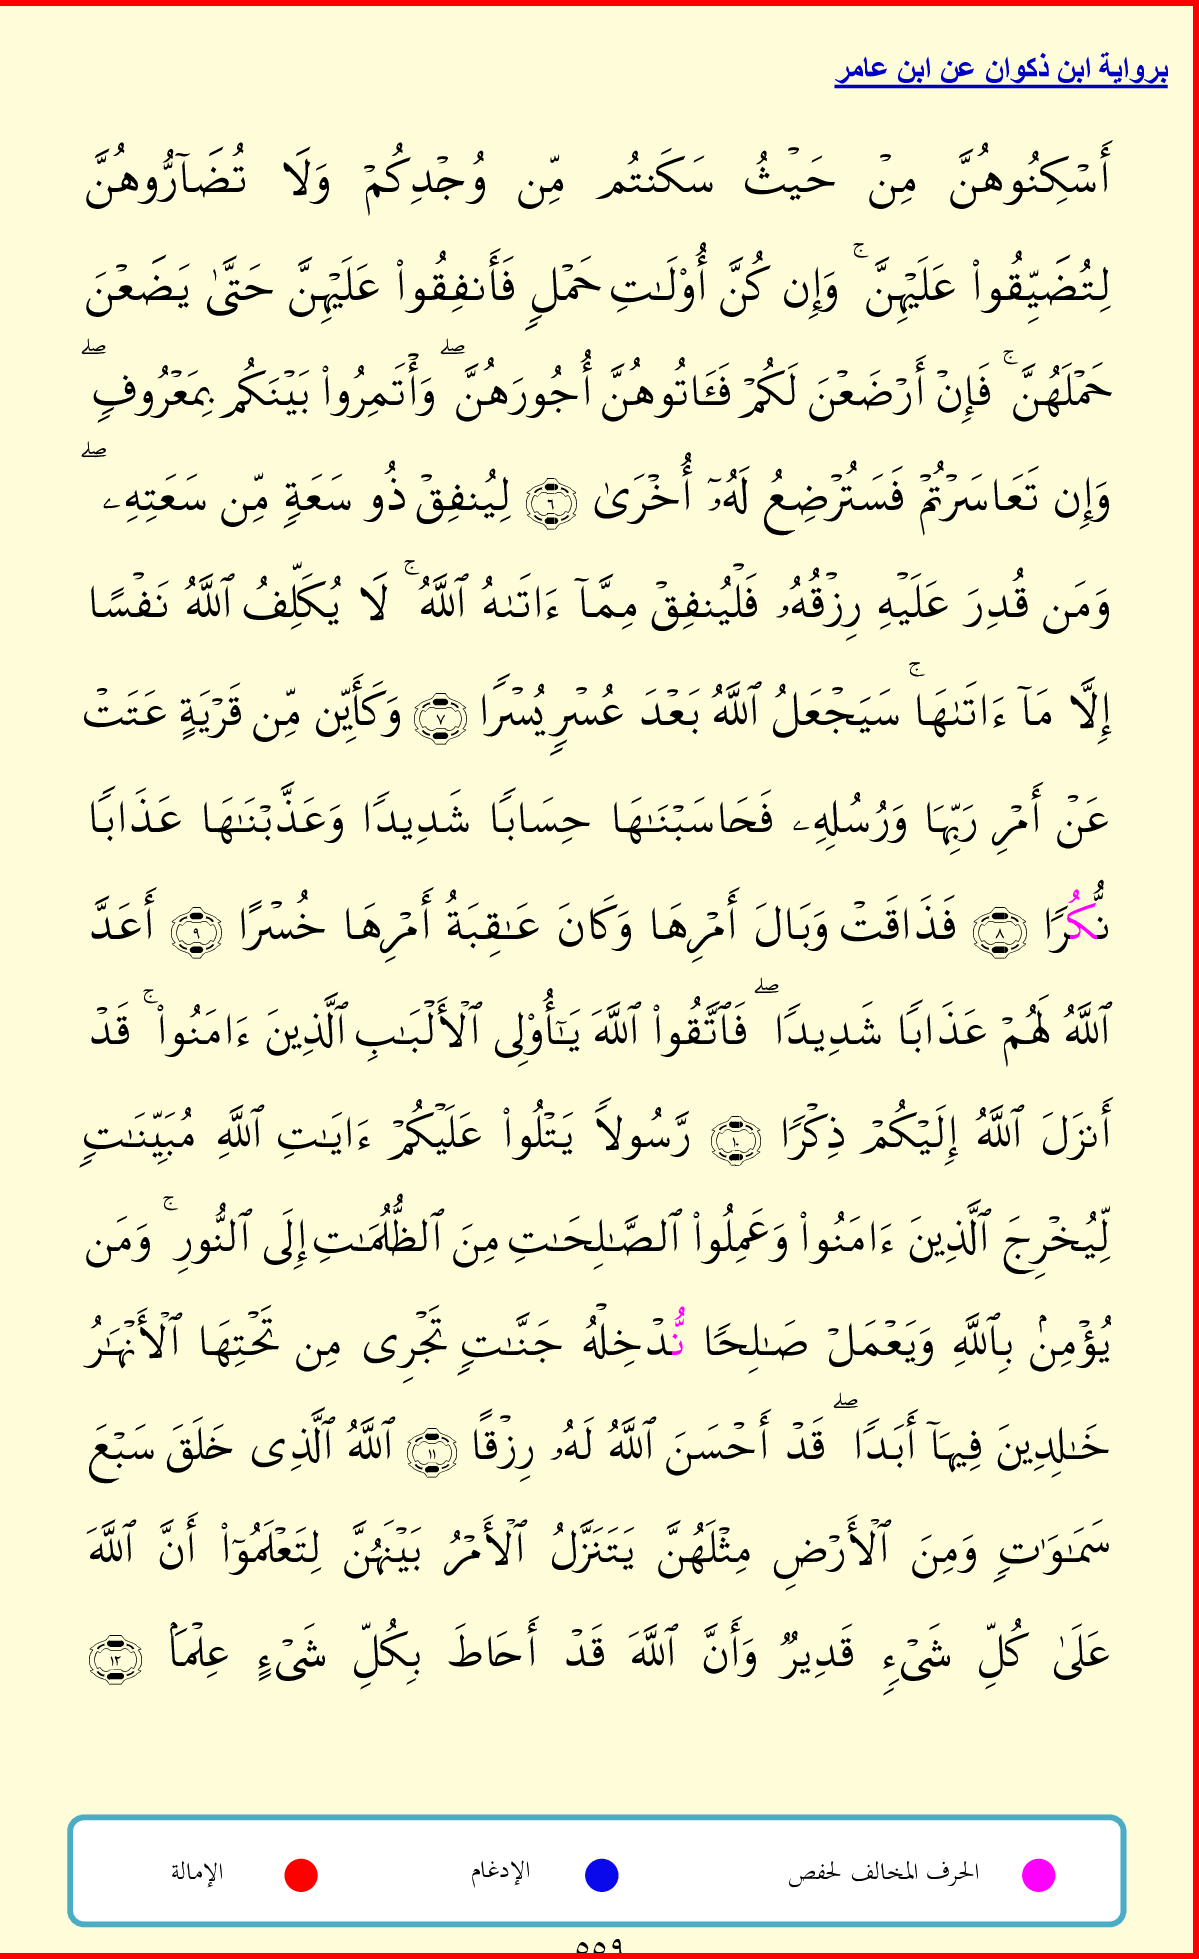 برواية ابن ذكوان عن ابن عامر
أَسْكِنُوهُنَّ مِنْ حَيْثُ سَكَنتُم مِّن وُجْدِكُمْ وَلَا تُضَآرُّوهُنَّ
لِتُضَيِّقُواْ عَلَيْهِنَّ ۚ وَإِن كُنَّ أُوْلَٰتِ حَمْلٍ فَأَنفِقُواْ عَلَيْهِنَّ حَتَّىٰ يَضَعْنَ
حَمْلَهُنَّ ۚ فَإِنْ أَرْضَعْنَ لَكُمْ فَـَٔاتُوهُنَّ أُجُورَهُنَّ ۖ وَأْتَمِرُواْ بَيْنَكُم بِمَعْرُوفٍ ۖ
وَإِن تَعَاسَرْتُمْ فَسَتُرْضِعُ لَهُۥٓ أُخْرَىٰ ٦ لِيُنفِقْ ذُو سَعَةٍ مِّن سَعَتِهِۦ ۖ
وَمَن قُدِرَ عَلَيْهِ رِزْقُهُۥ فَلْيُنفِقْ مِمَّآ ءَاتَىٰهُ ٱللَّهُ ۚ لَا يُكَلِّفُ ٱللَّهُ نَفْسًا
إِلَّا مَآ ءَاتَىٰهَا ۚ سَيَجْعَلُ ٱللَّهُ بَعْدَ عُسْرٍ يُسْرًا ٧ وَكَأَيِّن مِّن قَرْيَةٍ عَتَتْ
عَنْ أَمْرِ رَبِّهَا وَرُسُلِهِۦ فَحَاسَبْنَٰهَا حِسَابًا شَدِيدًا وَعَذَّبْنَٰهَا عَذَابًا
نُّكُرًا ٨ فَذَاقَتْ وَبَالَ أَمْرِهَا وَكَانَ عَٰقِبَةُ أَمْرِهَا خُسْرًا ٩ أَعَدَّ
ٱللَّهُ لَهُمْ عَذَابًا شَدِيدًا ۖ فَٱتَّقُواْ ٱللَّهَ يَٰٓأُوْلِى ٱلْأَلْبَٰبِ ٱلَّذِينَ ءَامَنُواْ ۚ قَدْ
أَنزَلَ ٱللَّهُ إِلَيْكُمْ ذِكْرًا ١٠ رَّسُولًا يَتْلُواْ عَلَيْكُمْ ءَايَٰتِ ٱللَّهِ مُبَيِّنَٰتٍ
لِّيُخْرِجَ ٱلَّذِينَ ءَامَنُواْ وَعَمِلُواْ ٱلصَّٰلِحَٰتِ مِنَ ٱلظُّلُمَٰتِ إِلَى ٱلنُّورِ ۚ وَمَن
يُؤْمِنۢ بِٱللَّهِ وَيَعْمَلْ صَٰلِحًا نُّدْخِلْهُ جَنَّٰتٍ تَجْرِى مِن تَحْتِهَا ٱلْأَنْهَٰرُ
خَٰلِدِينَ فِيهَآ أَبَدًا ۖ قَدْ أَحْسَنَ ٱللَّهُ لَهُۥ رِزْقًا ١١ ٱللَّهُ ٱلَّذِى خَلَقَ سَبْعَ
سَمَٰوَٰتٍ وَمِنَ ٱلْأَرْضِ مِثْلَهُنَّ يَتَنَزَّلُ ٱلْأَمْرُ بَيْنَهُنَّ لِتَعْلَمُوٓاْ أَنَّ ٱللَّهَ
عَلَىٰ كُلِّ شَىْءٍ قَدِيرٌ وَأَنَّ ٱللَّهَ قَدْ أَحَاطَ بِكُلِّ شَىْءٍ عِلْمًۢا ١٢
الحرف المخالف لحفص الإدغام الإمالة
٥٥٩